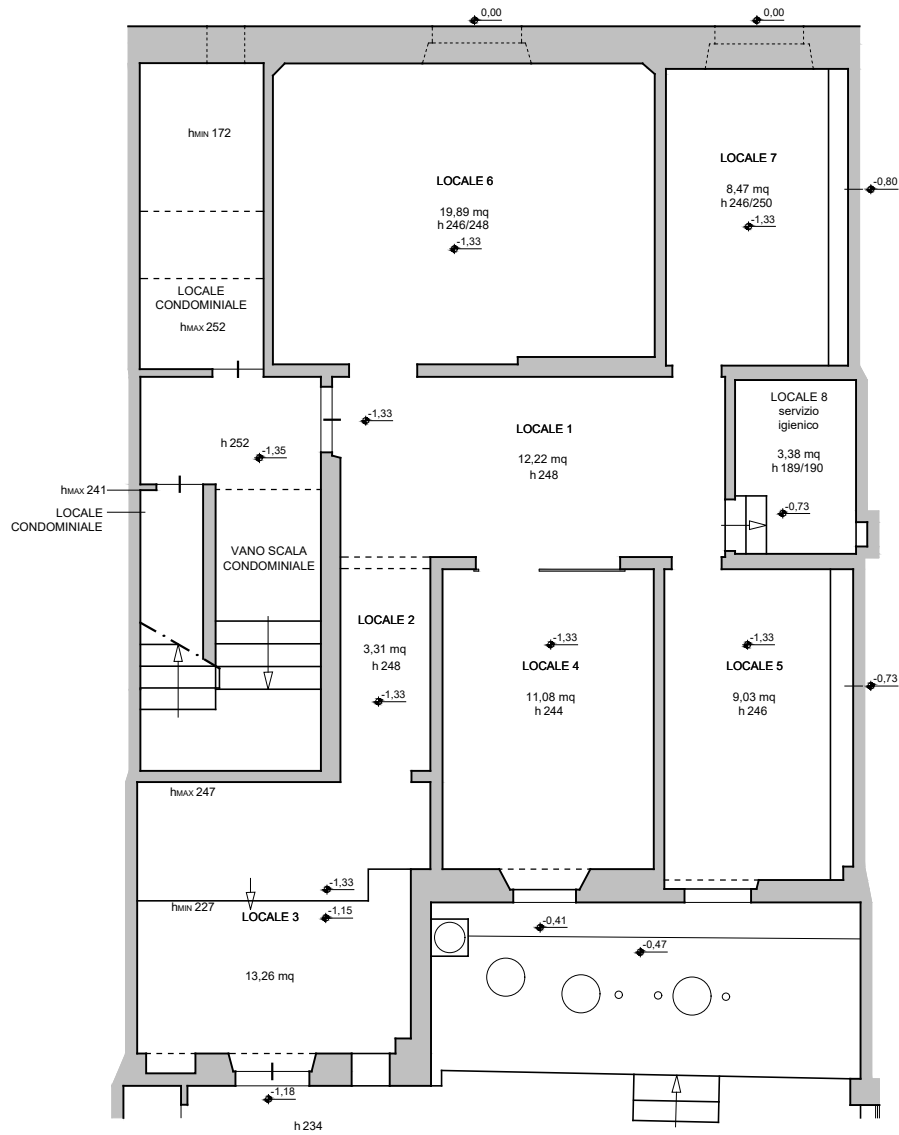 0,00
0,00
hMIN 172
LOCALE 6
19,89 mq
h 246/248
-1,33
LOCALE 7
8,47 mq
h 246/250
-1,33
-0,80
LOCALE
CONDOMINIALE
hMAX 252
-1,33
LOCALE 1
12,22 mq
h 248
LOCALE 8
servizio
igienico
3,38 mq
h 189/190
-0,73
h 252
-1,35
hMAX 241
LOCALE
CONDOMINIALE
VANO SCALA
CONDOMINIALE
LOCALE 2
3,31 mq
h 248
-1,33
-1,33
LOCALE 4
11,08 mq
h 244
-1,33
LOCALE 5
9,03 mq
h 246
-0,73
hMAX 247
-1,33
hMIN 227
LOCALE 3
-1,15
13,26 mq
-0,41
-0,47
-1,18
h 234